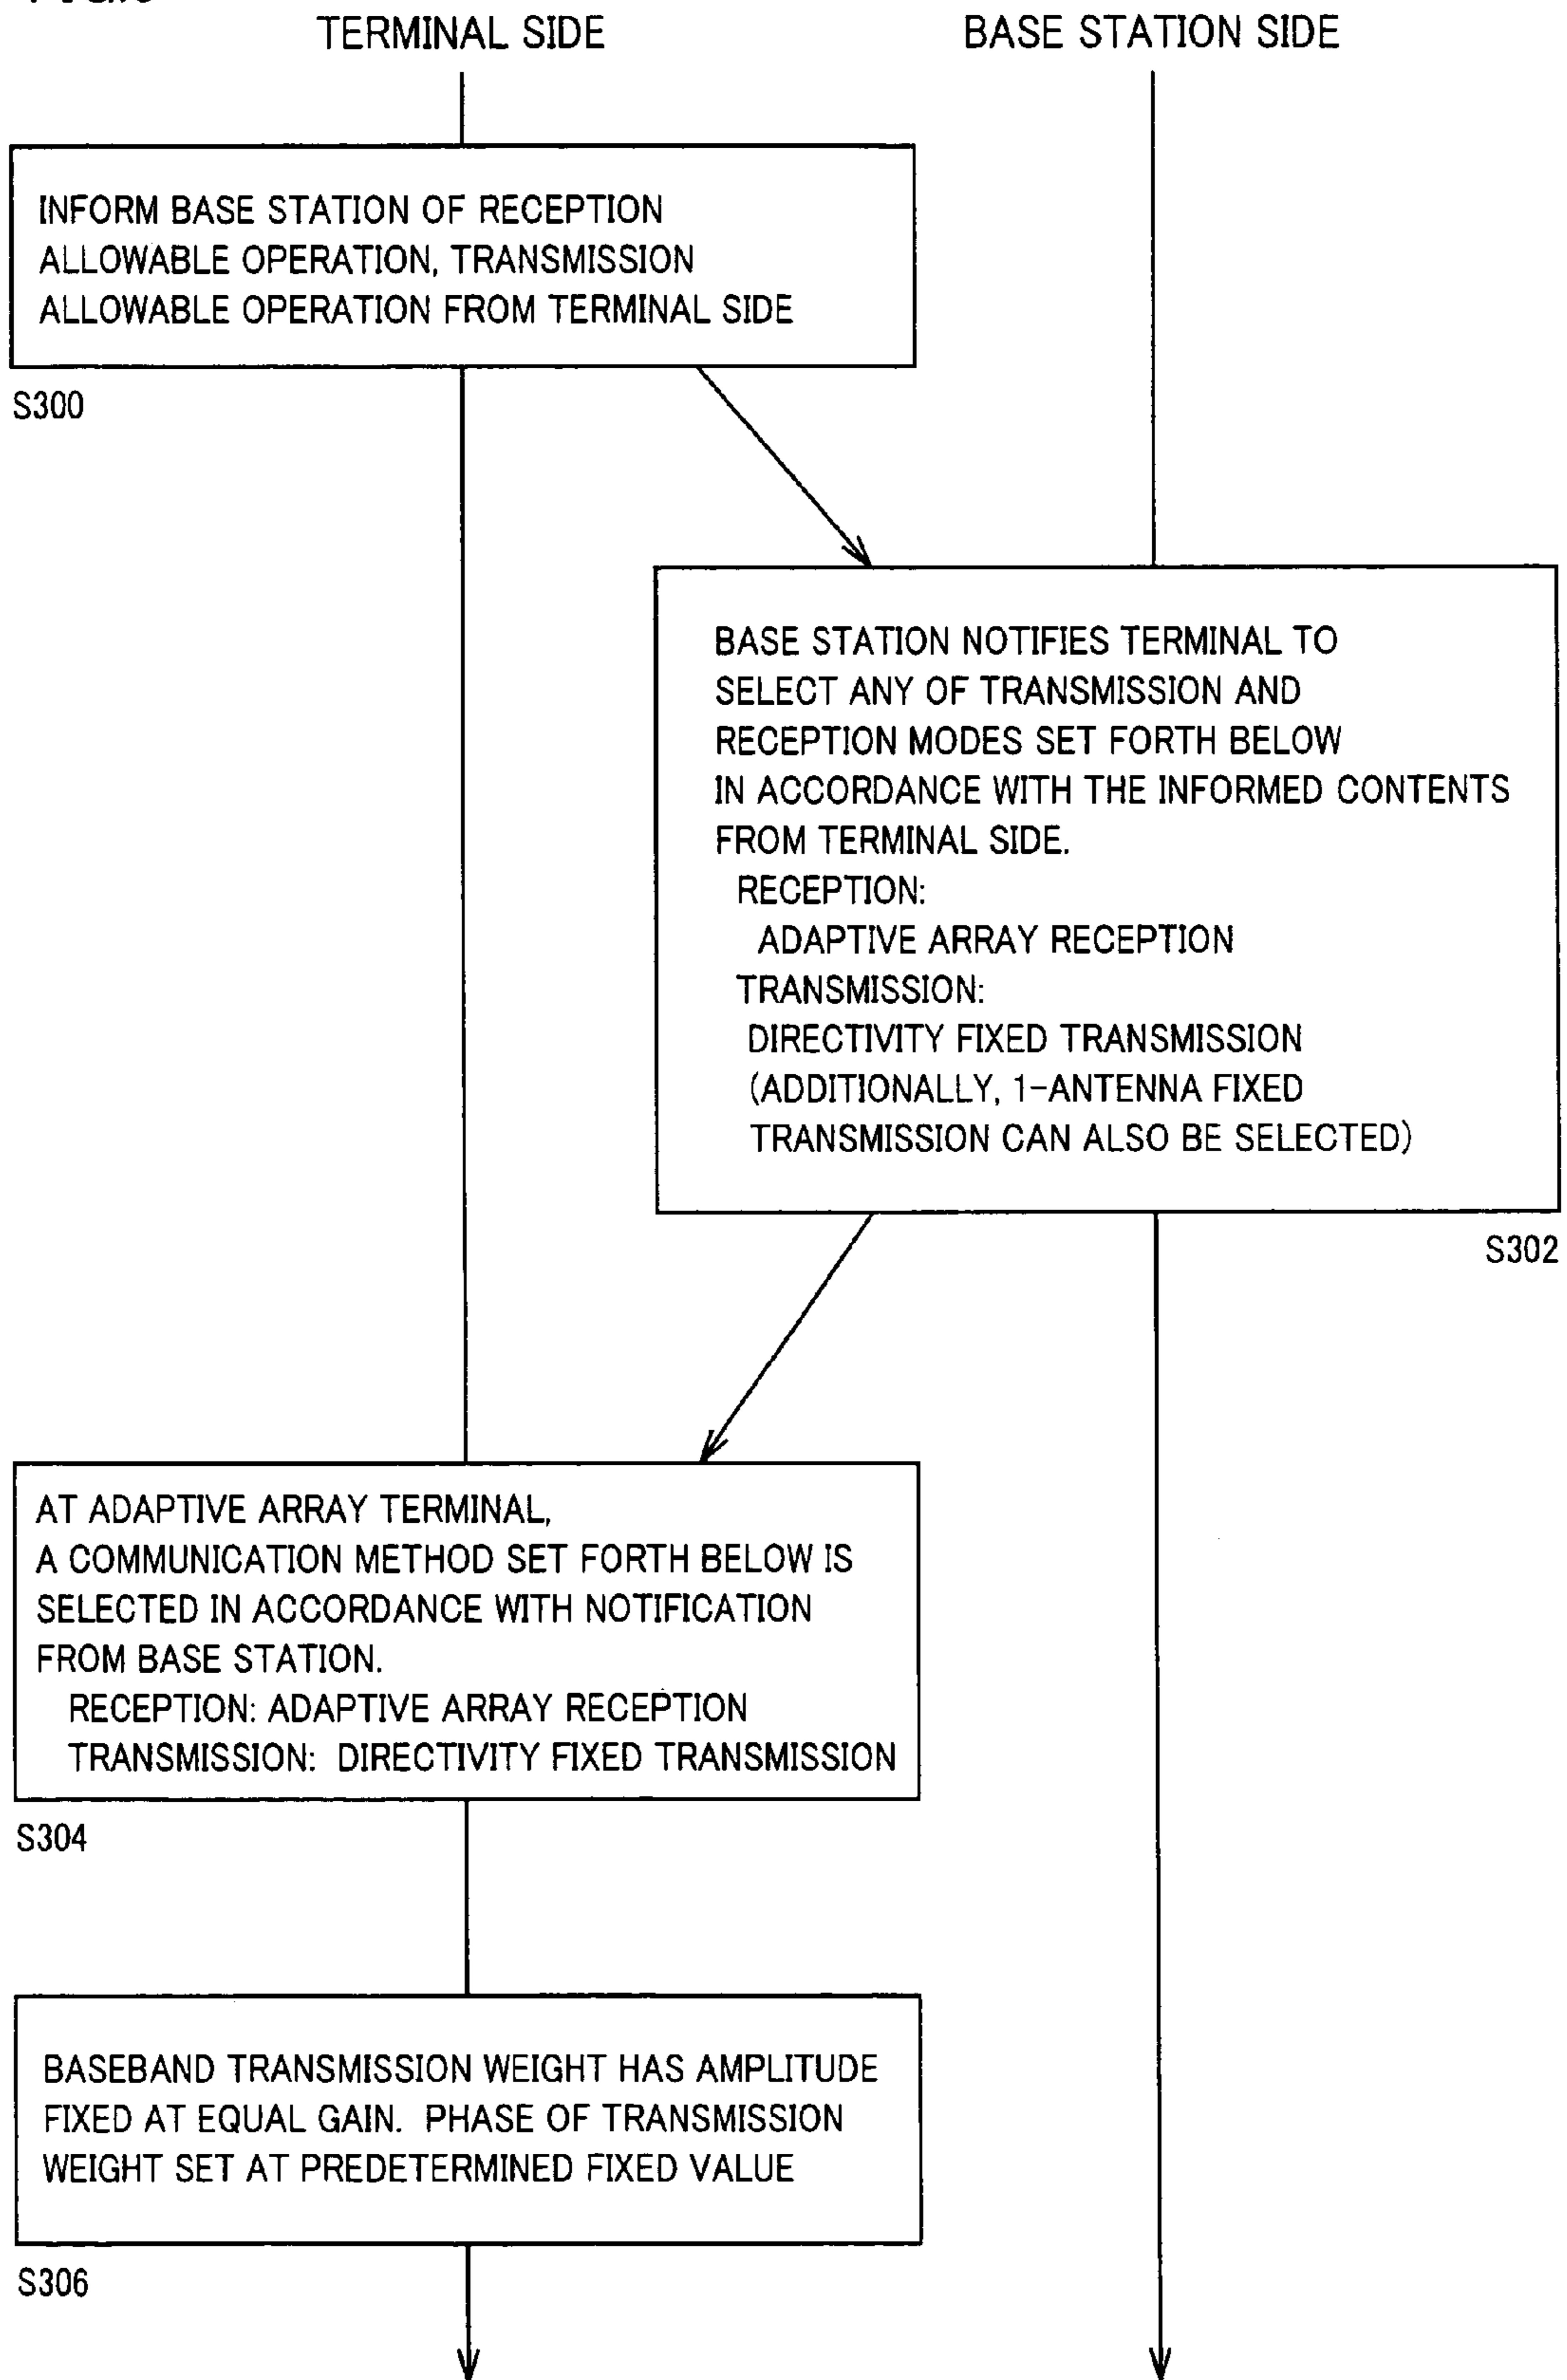 TERMINAL SIDE
BASE STATION SIDE
INFORM BASE STATION OF RECEPTION
ALLOWABLE OPERATION, TRANSMISSION
ALLOWABLE OPERATION FROM TERMINAL SIDE
S300
BASE STATION NOTIFIES TERMINAL TO
SELECT ANY OF TRANSMISSION AND
RECEPTION MODES SET FORTH BELOW
IN ACCORDANCE WITH THE INFORMED CONTENTS
FROM TERMINAL SIDE.
RECEPTION:
ADAPTIVE ARRAY RECEPTION
TRANSMISSION:
DIRECTIVITY FIXED TRANSMISSION
(ADDITIONALLY, 1-ANTENNA FIXED
TRANSMISSION CAN ALSO BE SELECTED)
S302
AT ADAPTIVE ARRAY TERMINAL,
A COMMUNICATION METHOD SET FORTH BELOW IS
SELECTED IN ACCORDANCE WITH NOTIFICATION
FROM BASE STATION.
RECEPTION: ADAPTIVE ARRAY RECEPTION
TRANSMISSION: DIRECTIVITY FIXED TRANSMISSION
S304
BASEBAND TRANSMISSION WEIGHT HAS AMPLITUDE
FIXED AT EQUAL GAIN. PHASE OF TRANSMISSION
WEIGHT SET AT PREDETERMINED FIXED VALUE
S306